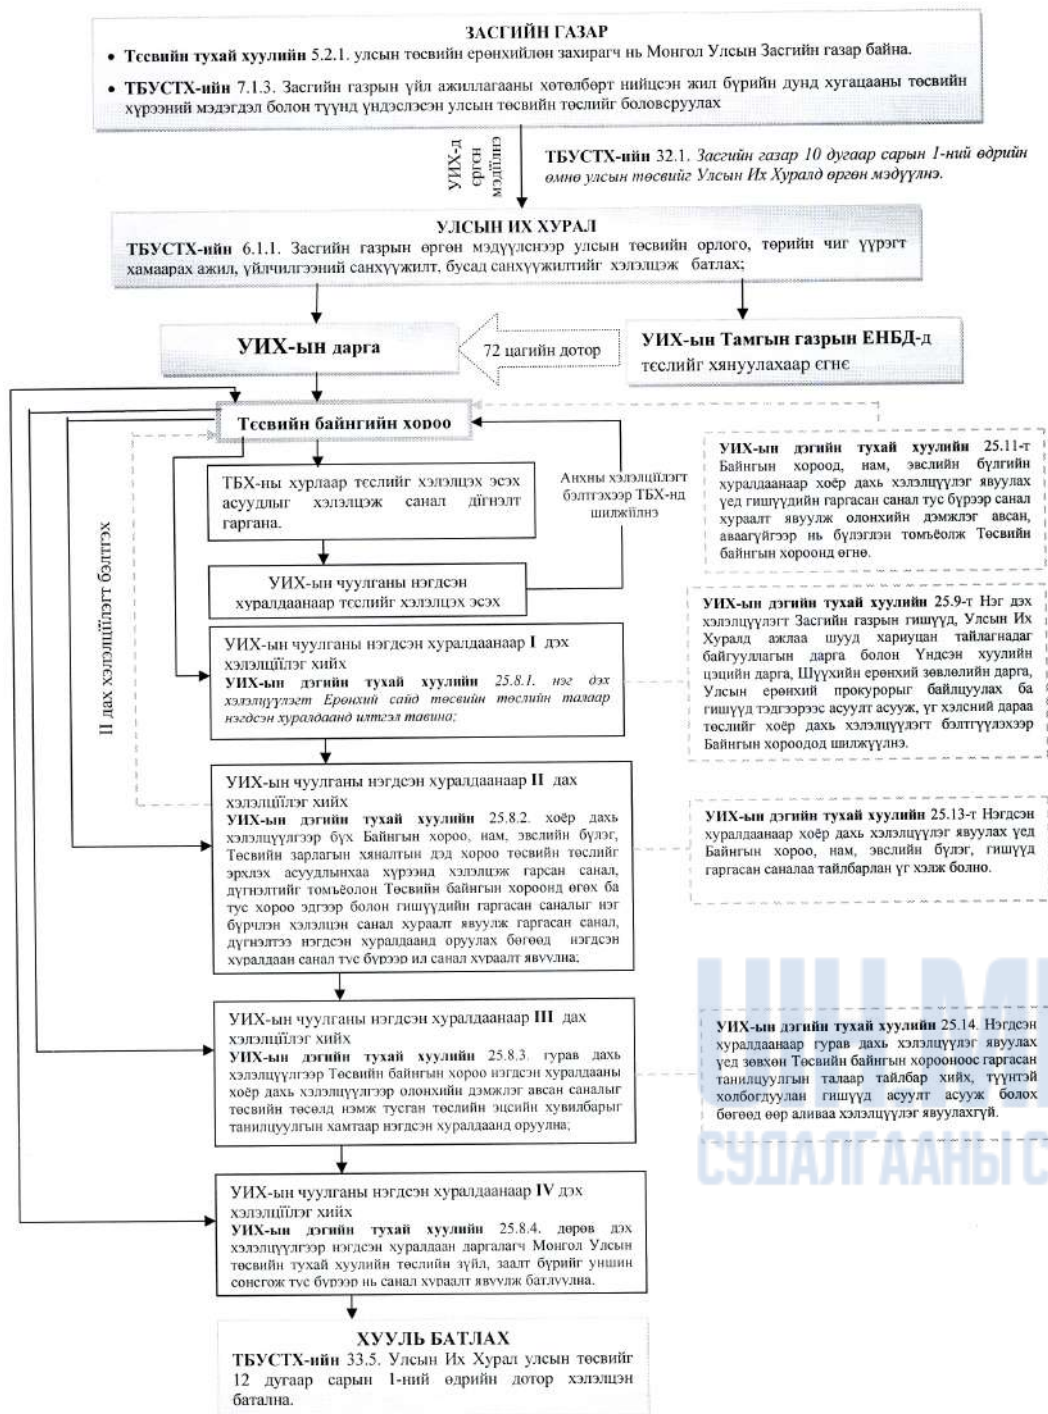 ЗАСГИЙН ГАЗАР
• Тєсвийн тухай хуулийн 5.2.1. улсын төсвийн ерөнхийлөн захирагч нь Монгол Улсын Засгийн газар байна.
• ТБУСТХ-ийн 7.1.3. Засгийн газрын үйл ажиллагааны хөтөлбөрт нийцсэн жил бүрийн дунд хугацааны төсвийн
хүрээний мэдэгдэл болон түүнд үндэслэсэн улсын төсвийн төслийг боловсруулах
УИХ-д
єргєн
мэдїїлнэ
ТБУСТХ-ийн 32.1. Засгийн газар 10 дугаар сарын 1-ний өдрийн
өмнө улсын төсвийг Улсын Их Хуралд өргөн мэдүүлнэ.
УЛСЫН ИХ ХУРАЛ
ТБУСТХ-ийн 6.1.1. Засгийн газрын өргөн мэдүүлснээр улсын төсвийн орлого, төрийн чиг үүрэгт
хамаарах ажил, үйлчилгээний санхүүжилт, бусад санхүүжилтийг хэлэлцэж батлах;
УИХ-ын дарга
72 цагийн дотор
УИХ-ын Тамгын газрын ЕНБД-д
тєслийг хянуулахаар єгнє
Тєсвийн байнгийн хороо
ТБХ-ны хурлаар тєслийг хэлэлцэх эсэх
асуудлыг хэлэлцэж санал дїгнэлт
гаргана.
Анхны хэлэлцїїлэгт
бэлтгэхээр ТБХ-нд
шилжїїлнэ
УИХ-ын дэгийн тухай хуулийн 25.11-т
Байнгын хороод, нам, эвслийн бүлгийн
хуралдаанаар хоёр дахь хэлэлцүүлэг явуулах
үед гишүүдийн гаргасан санал тус бүрээр санал
хураалт явуулж олонхийн дэмжлэг авсан,
аваагүйгээр нь бүлэглэн томъёолж Төсвийн
байнгын хороонд өгнө.
II дах хэлэлцїїлэгт бэлтгэх
УИХ-ын чуулганы нэгдсэн
хуралдаанаар тєслийг хэлэлцэх эсэх
УИХ-ын чуулганы нэгдсэн хуралдаанаар I дэх
хэлэлцїїлэг хийх
УИХ-ын дэгийн тухай хуулийн 25.8.1. нэг дэх
хэлэлцүүлэгт Ерөнхий сайд төсвийн төслийн талаар
нэгдсэн хуралдаанд илтгэл тавина;
УИХ-ын дэгийн тухай хуулийн 25.9-т Нэг дэх
хэлэлцүүлэгт Засгийн газрын гишүүд, Улсын Их
Хуралд ажлаа шууд хариуцан тайлагнадаг
байгууллагын дарга болон Үндсэн хуулийн
цэцийн дарга, Шүүхийн ерөнхий зөвлөлийн дарга,
Улсын ерөнхий прокурорыг байлцуулах ба
гишүүд тэдгээрээс асуулт асууж, үг хэлсний дараа
төслийг хоёр дахь хэлэлцүүлэгт бэлтгүүлэхээр
Байнгын хороодод шилжүүлнэ.
УИХ-ын чуулганы нэгдсэн хуралдаанаар II дах
хэлэлцїїлэг хийх
УИХ-ын дэгийн тухай хуулийн 25.8.2. хоёр дахь
хэлэлцүүлгээр бүх Байнгын хороо, нам, эвслийн бүлэг,
Төсвийн зарлагын хяналтын дэд хороо төсвийн төслийг
эрхлэх асуудлынхаа хүрээнд хэлэлцэж гарсан санал,
дүгнэлтийг томъёолон Төсвийн байнгын хороонд өгөх ба
тус хороо эдгээр болон гишүүдийн гаргасан саналыг нэг
бүрчлэн хэлэлцэн санал хураалт явуулж гаргасан санал,
дүгнэлтээ нэгдсэн хуралдаанд оруулах бөгөөд нэгдсэн
хуралдаан санал тус бүрээр ил санал хураалт явуулна;
УИХ-ын дэгийн тухай хуулийн 25.13-т Нэгдсэн
хуралдаанаар хоёр дахь хэлэлцүүлэг явуулах үед
Байнгын хороо, нам, эвслийн бүлэг, гишүүд
гаргасан саналаа тайлбарлан үг хэлж болно.
УИХ-ын чуулганы нэгдсэн хуралдаанаар III дах
хэлэлцїїлэг хийх
УИХ-ын дэгийн тухай хуулийн 25.8.3. гурав дахь
хэлэлцүүлгээр Төсвийн байнгын хороо нэгдсэн хуралдааны
хоёр дахь хэлэлцүүлгээр олонхийн дэмжлэг авсан саналыг
төсвийн төсөлд нэмж тусган төслийн эцсийн хувилбарыг
танилцуулгын хамтаар нэгдсэн хуралдаанд оруулна;
УИХ-ын дэгийн тухай хуулийн 25.14. Нэгдсэн
хуралдаанаар гурав дахь хэлэлцүүлэг явуулах
үед зөвхөн Төсвийн байнгын хорооноос гаргасан
танилцуулгын талаар тайлбар хийх, түүнтэй
холбогдуулан гишүүд асуулт асууж болох
бөгөөд өөр аливаа хэлэлцүүлэг явуулахгүй.
СУДАЛГААНЫ
УИХ-ын чуулганы нэгдсэн хуралдаанаар IV дэх
хэлэлцїїлэг хийх
УИХ-ын дэгийн тухай хуулийн 25.8.4. дөрөв дэх
хэлэлцүүлгээр нэгдсэн хуралдаан даргалагч Монгол Улсын
төсвийн тухай хуулийн төслийн зүйл, заалт бүрийг уншин
сонсгож тус бүрээр нь санал хураалт явуулж батлуулна.
ХУУЛЬ БАТЛАХ
ТБУСТХ-ийн 33.5. Улсын Их Хурал улсын төсвийг
12 дугаар сарын 1-ний өдрийн дотор хэлэлцэн
батална.